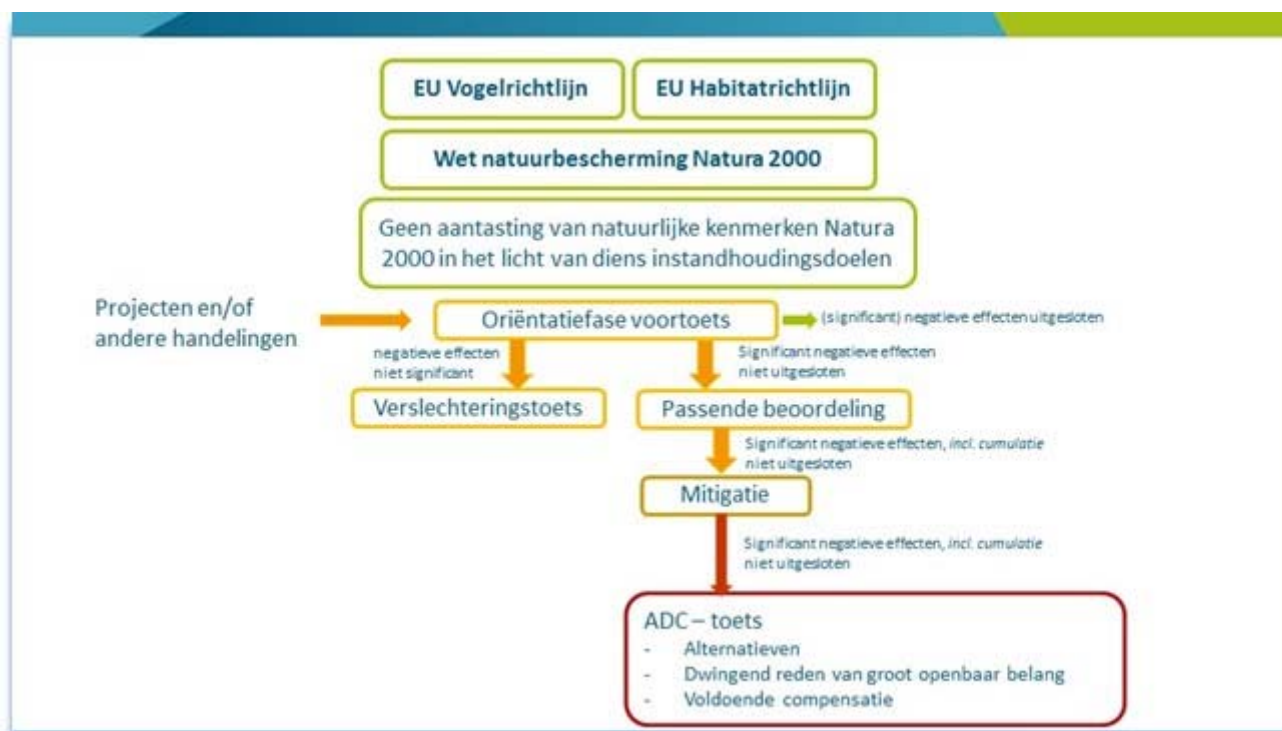 EU Vogelrichtlijn
EU Habitatrichtlijn
Wet natuurbescherming Natura 2000
Geen aantasting van natuurlijke kenmerken Natura
2000 in het licht van diens instandhoudingsdoelen
Projecten en/of
andere handelingen
Oriëntatiefase voortoets
(significant) negatieve effecten uitgesloten
negatieve effecten
niet significant
Significant negatieve effecten
niet uitgesloten
Verslechteringstoets
Passende beoordeling
Significant negatieve effecten, incl. cumulatie
niet uitgesloten
Mitigatie
Significant negatieve effecten, incl. cumulatie
niet uitgesloten
ADC – toets
- Alternatieven
- Dwingend reden van groot openbaar belang
- Voldoende compensatie